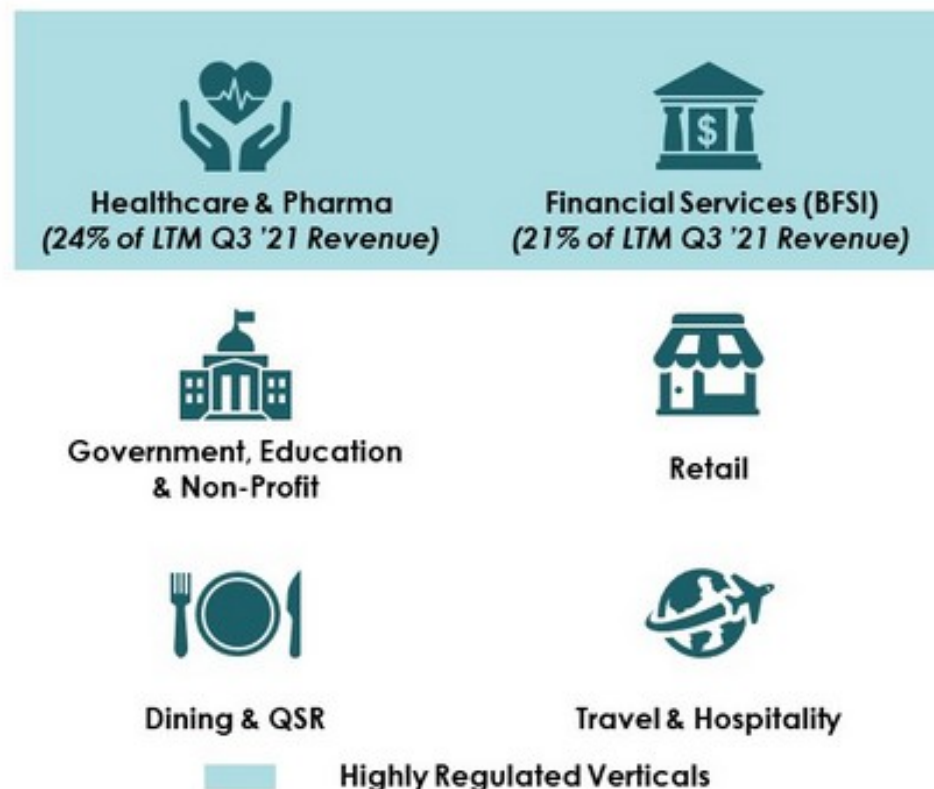 $
Healthcare & Pharma
(24% of LTM Q3 '21 Revenue)
Financial Services (BFSI)
(21% of LTM Q3 '21 Revenue)
Government, Education
& Non-Profit
Retail
Dining & QSR
Travel & Hospitality
Highly Regulated Verticals